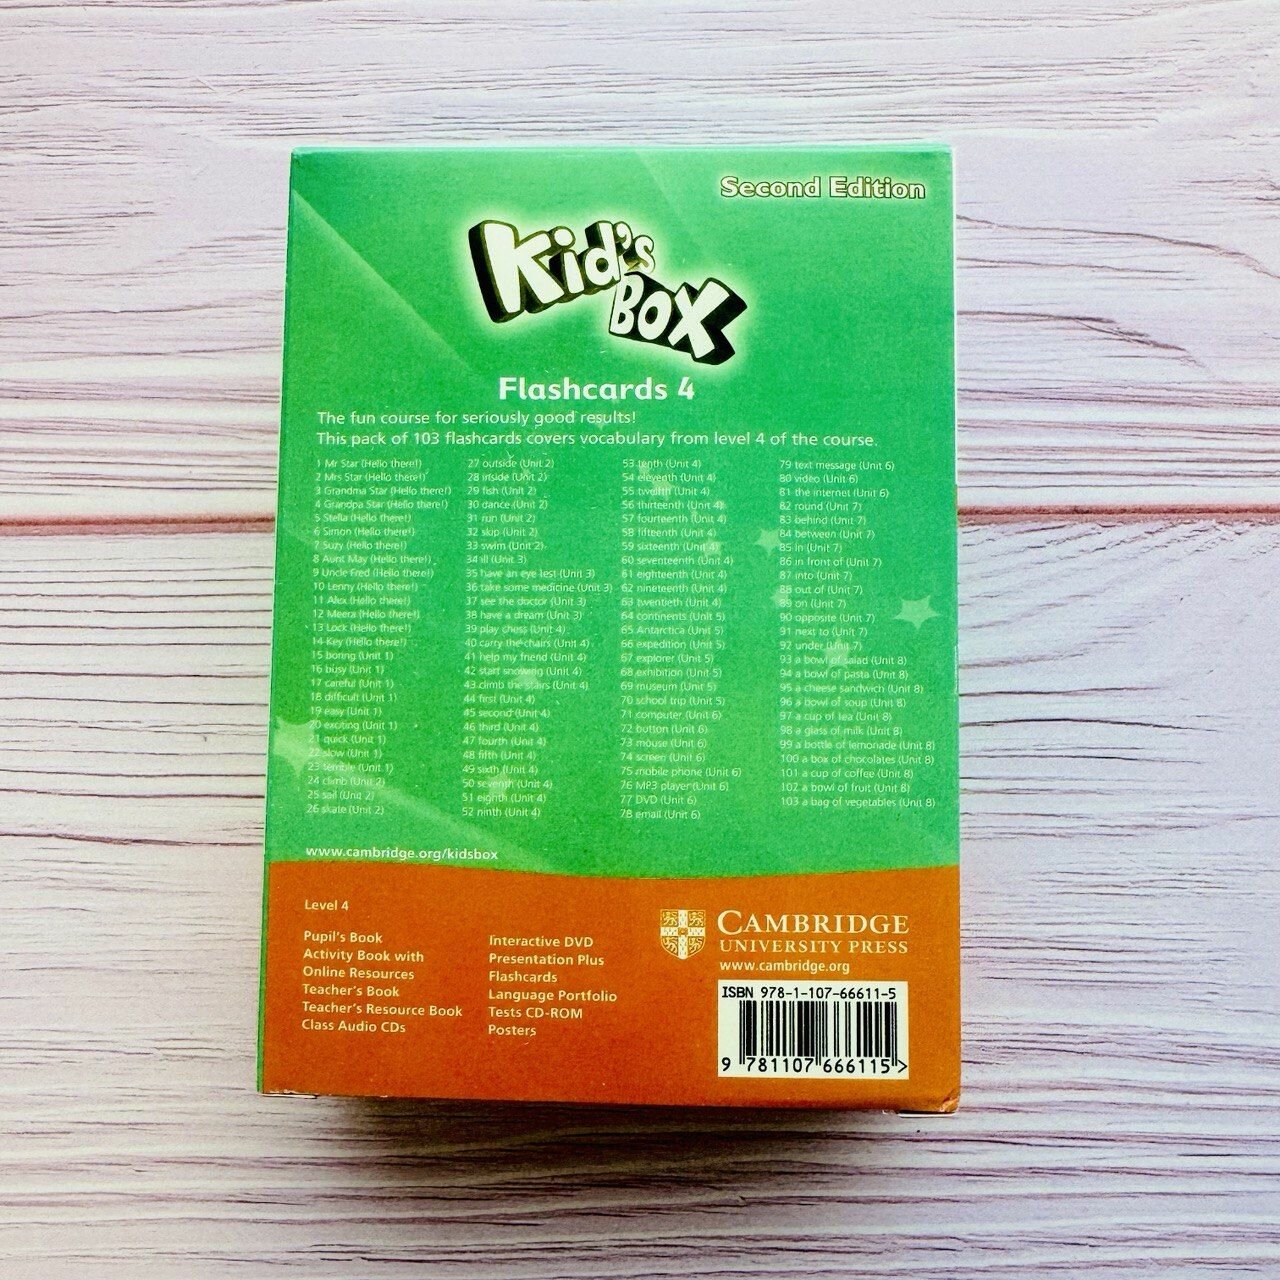 Second Edition
Kid's
Box
Flashcards 4
The fun course for seriously good results!
This pack of 103 flashcards covers vocabulary from level 4 of the course.
1 Mr Star (Hello there!)
2 Mrs Star (Hello there!)
3 Grandma Star (Hello there!)
4 Grandpa Star (Hello there!)
5 Stella (Hello there!)
6 Simon (Hello there!)
7 Suzy (Hello there!)
8 Aunt May (Hello there!)
9 Uncle Fred (Hello there!)
10 Lenny (Hello there!)
11 Alex (Hello there!)
12 Meera (Hello there!)
13 Lock (Hello there!)
14 Key (Hello there!)
15 boring (Unit 1)
16 busy (Unit 1)
17 careful (Unit 1)
18 difficult (Unit 1)
19 easy (Unit 1)
20 exciting (Unit 1)
21 quick (Unit 1)
22 slow (Unit 1)
23 terrible (Unit 1)
24 climb (Unit 2)
25 sail (Unit 2)
26 skate (Unit 2)
27 outside (Unit 2)
28 inside (Unit 2)
29 fish (Unit 2)
30 dance (Unit 2)
31 run (Unit 2)
32 skip (Unit 2)
33 swim (Unit 2)
34 ill (Unit 3)
35 have an eye test (Unit 3)
36 take some medicine (Unit 3)
37 see the doctor (Unit 3)
38 have a dream (Unit 3)
39 play chess (Unit 4)
40 carry the chairs (Unit 4)
41 help my friend (Unit 4)
42 start snowing (Unit 4)
43 climb the stairs (Unit 4)
44 first (Unit 4)
45 second (Unit 4)
46 third (Unit 4)
47 fourth (Unit 4)
48 fifth (Unit 4)
49 sixth (Unit 4)
50 seventh (Unit 4)
51 eighth (Unit 4)
52 ninth (Unit 4)
53 tenth (Unit 4)
54 eleventh (Unit 4)
55 twelfth (Unit 4)
56 thirteenth (Unit 4)
57 fourteenth (Unit 4)
58 fifteenth (Unit 4)
59 sixteenth (Unit 4)
60 seventeenth (Unit 4)
61 eighteenth (Unit 4)
62 nineteenth (Unit 4)
63 twentieth (Unit 4)
64 continents (Unit 5)
65 Antarctica (Unit 5)
66 expedition (Unit 5)
67 explorer (Unit 5)
68 exhibition (Unit 5)
69 museum (Unit 5)
70 school trip (Unit 5)
71 computer (Unit 6)
72 button (Unit 6)
73 mouse (Unit 6)
74 screen (Unit 6)
75 mobile phone (Unit 6)
76 MP3 player (Unit 6)
77 DVD (Unit 6)
78 email (Unit 6)
79 text message (Unit 6)
80 video (Unit 6)
81 the internet (Unit 6)
82 round (Unit 7)
83 behind (Unit 7)
84 between (Unit 7)
85 in (Unit 7)
86 in front of (Unit 7)
87 into (Unit 7)
88 out of (Unit 7)
89 on (Unit 7)
90 opposite (Unit 7)
91 next to (Unit 7)
92 under (Unit 7)
93 a bowl of salad (Unit 8)
94 a bowl of pasta (Unit 8)
95 a cheese sandwich (Unit 8)
96 a bowl of soup (Unit 8)
97 a cup of tea (Unit 8)
98 a glass of milk (Unit 8)
99 a bottle of lemonade (Unit 8)
100 a box of chocolates (Unit 8)
101 a cup of coffee (Unit 8)
102 a bowl of fruit (Unit 8)
103 a bag of vegetables (Unit 8)
www.cambridge.org/kidsbox
Level 4
Pupil's Book
Activity Book with
Online Resources
Teacher's Book
Teacher's Resource Book
Class Audio CDs
Interactive DVD
Presentation Plus
Flashcards
Language Portfolio
Tests CD-ROM
Posters
CAMBRIDGE
UNIVERSITY PRESS
www.cambridge.org
ISBN 978-1-107-66611-5
9 781107 666115 >